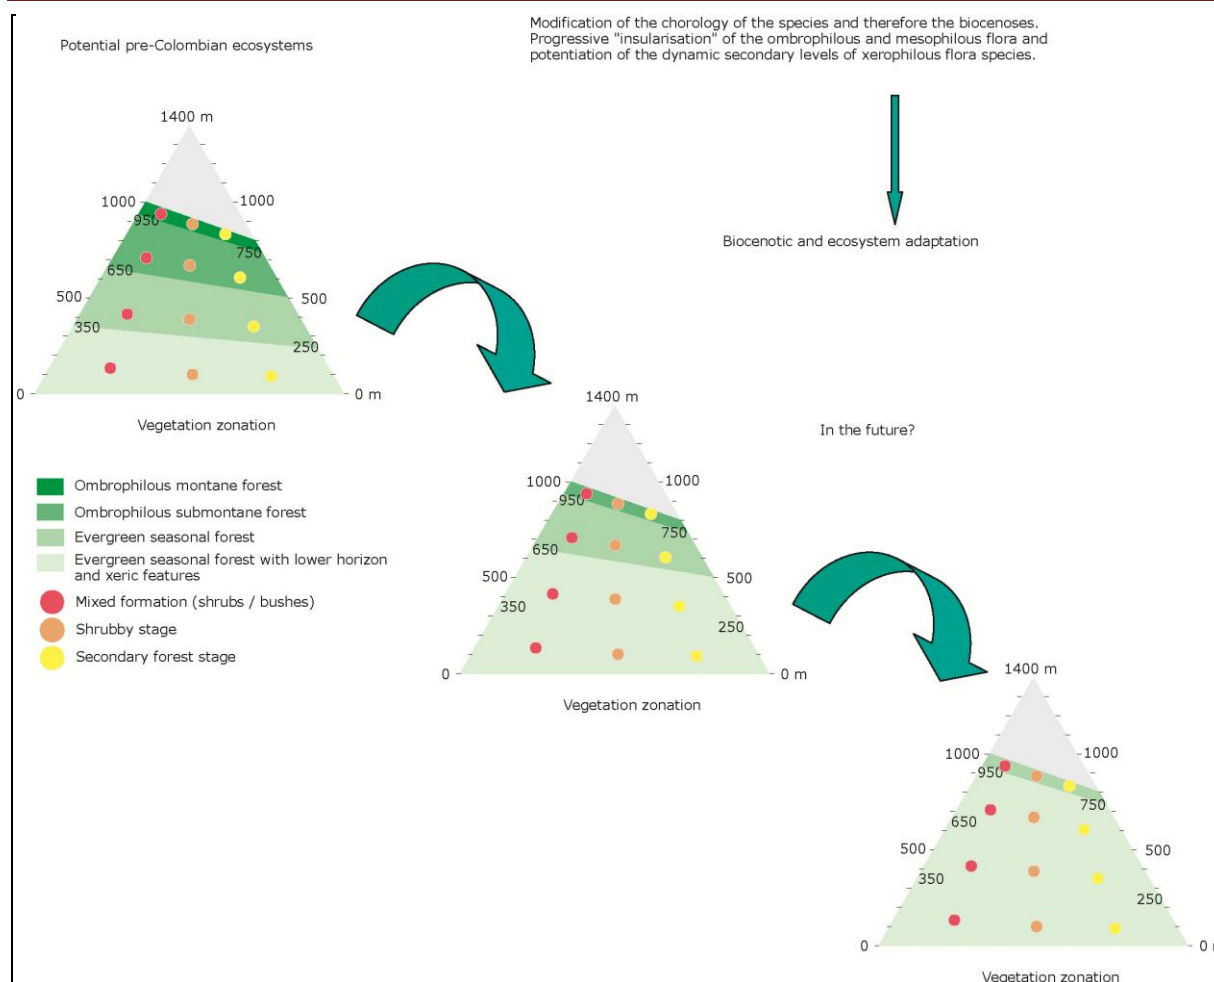 Potential pre-Colombian ecosystems
Modification of the chorology of the species and therefore the biocenoses.
Progressive "insularisation" of the ombrophilous and mesophilous flora and
potentiation of the dynamic secondary levels of xerophilous flora species.
Biocenotic and ecosystem adaptation
1400 m
1000
1000
950
750
650
500
500
350
250
0
0 m
Vegetation zonation
Ombrophilous montane forest
Ombrophilous submontane forest
Evergreen seasonal forest
Evergreen seasonal forest with lower horizon
and xeric features
Mixed formation (shrubs / bushes)
Shrubby stage
Secondary forest stage
In the future?
1400 m
1000
1000
950
750
650
500
500
350
250
0
0 m
Vegetation zonation
1400 m
1000
1000
950
750
650
500
500
350
250
0
0
Vegetation zonation